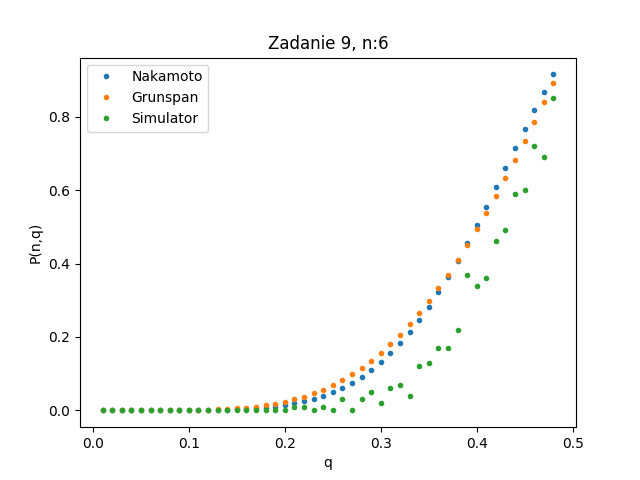 Zadanie 9, n:6
Nakamoto
Grunspan
Simulator
P(n,q)
0.8
0.6
0.4
0.2
0.0
0.0 0.1 0.2 0.3 0.4 0.5
q